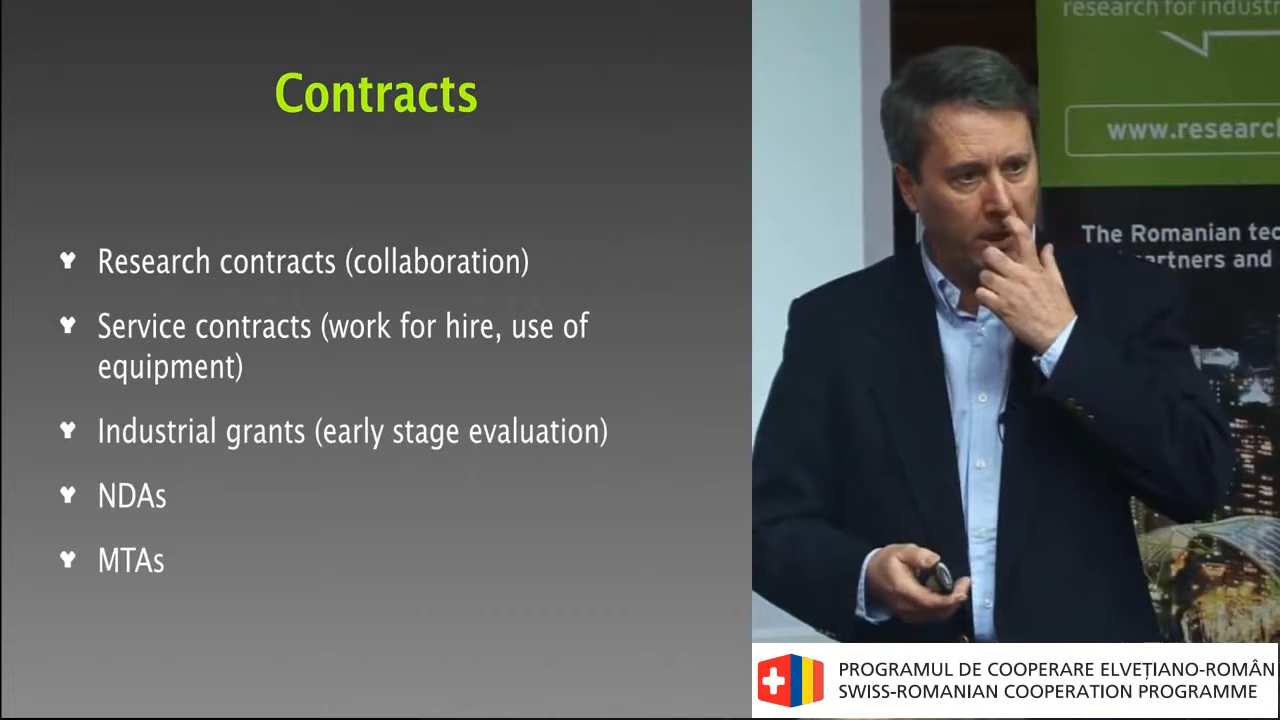 Contracts
Research contracts (collaboration)
Service contracts (work for hire, use of
equipment)
Industrial grants (early stage evaluation)
NDAs
MTAs
research for indust
www.research
The Romanian tec
artners and
PROGRAMUL DE COOPERARE ELVEȚIANO-ROMÂN
SWISS-ROMANIAN COOPERATION PROGRAMME